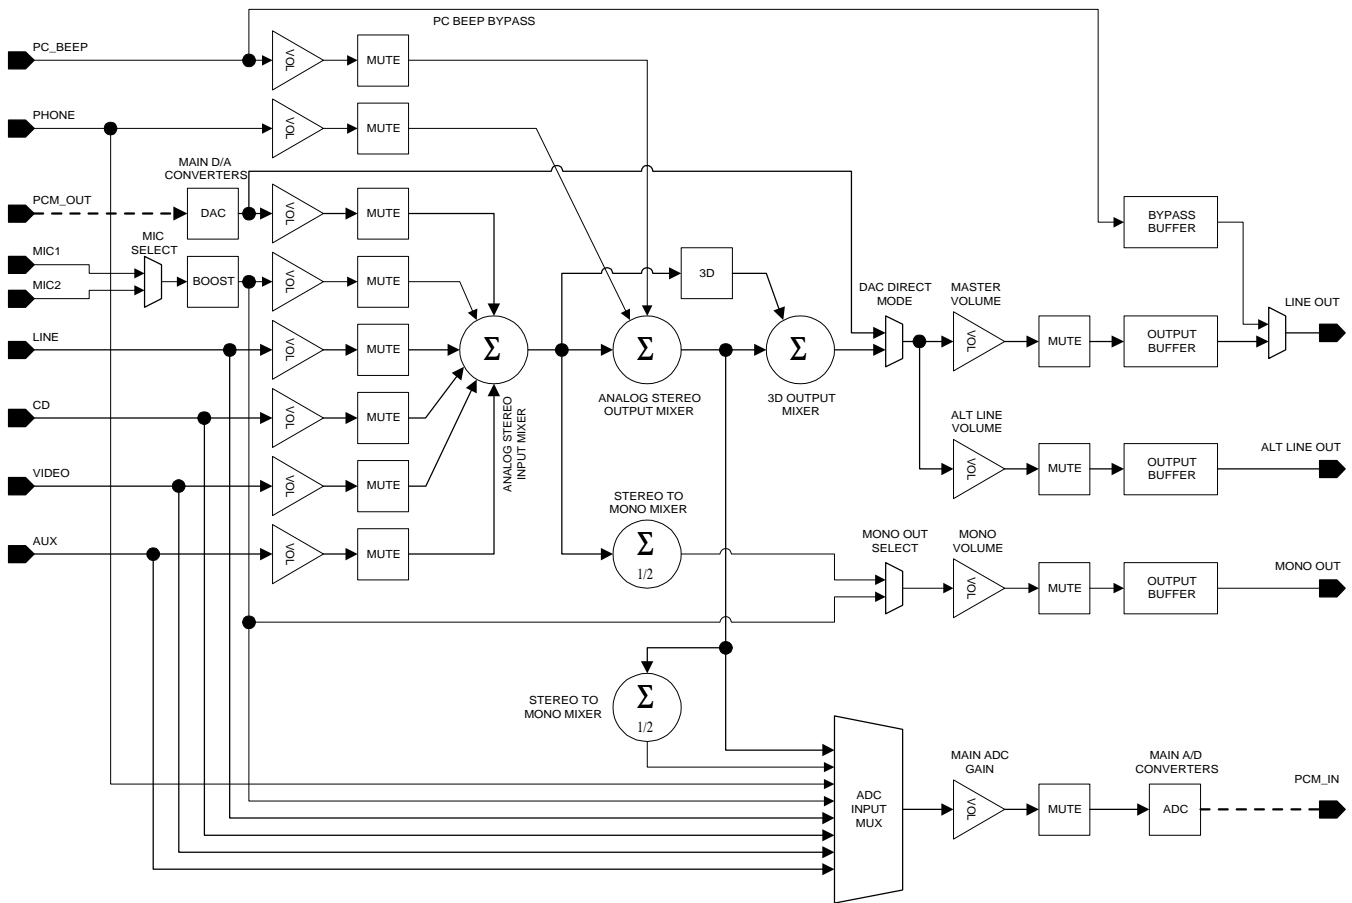 PC BEEP BYPASS
PC_BEEP
VOL
MUTE
PHONE
VOL
MUTE
MAIN D/A
CONVERTERS
PCM_OUT
DAC
VOL
MUTE
BYPASS
BUFFER
MIC
SELECT
MIC1
MIC2
BOOST
VOL
MUTE
3D
DAC DIRECT
MODE
MASTER
VOLUME
LINE OUT
LINE
VOL
MUTE
Σ
ANALOG STEREO
INPUT MIXER
Σ
ANALOG STEREO
OUTPUT MIXER
Σ
3D OUTPUT
MIXER
VOL
MUTE
OUTPUT
BUFFER
CD
VOL
MUTE
ALT LINE
VOLUME
ALT LINE OUT
VOL
MUTE
OUTPUT
BUFFER
VIDEO
VOL
MUTE
STEREO TO
MONO MIXER
Σ
1/2
AUX
VOL
MUTE
MONO OUT
SELECT
MONO
VOLUME
MONO OUT
VOL
MUTE
OUTPUT
BUFFER
STEREO TO
MONO MIXER
Σ
1/2
ADC
INPUT
MUX
MAIN ADC
GAIN
VOL
MUTE
MAIN A/D
CONVERTERS
ADC
PCM_IN